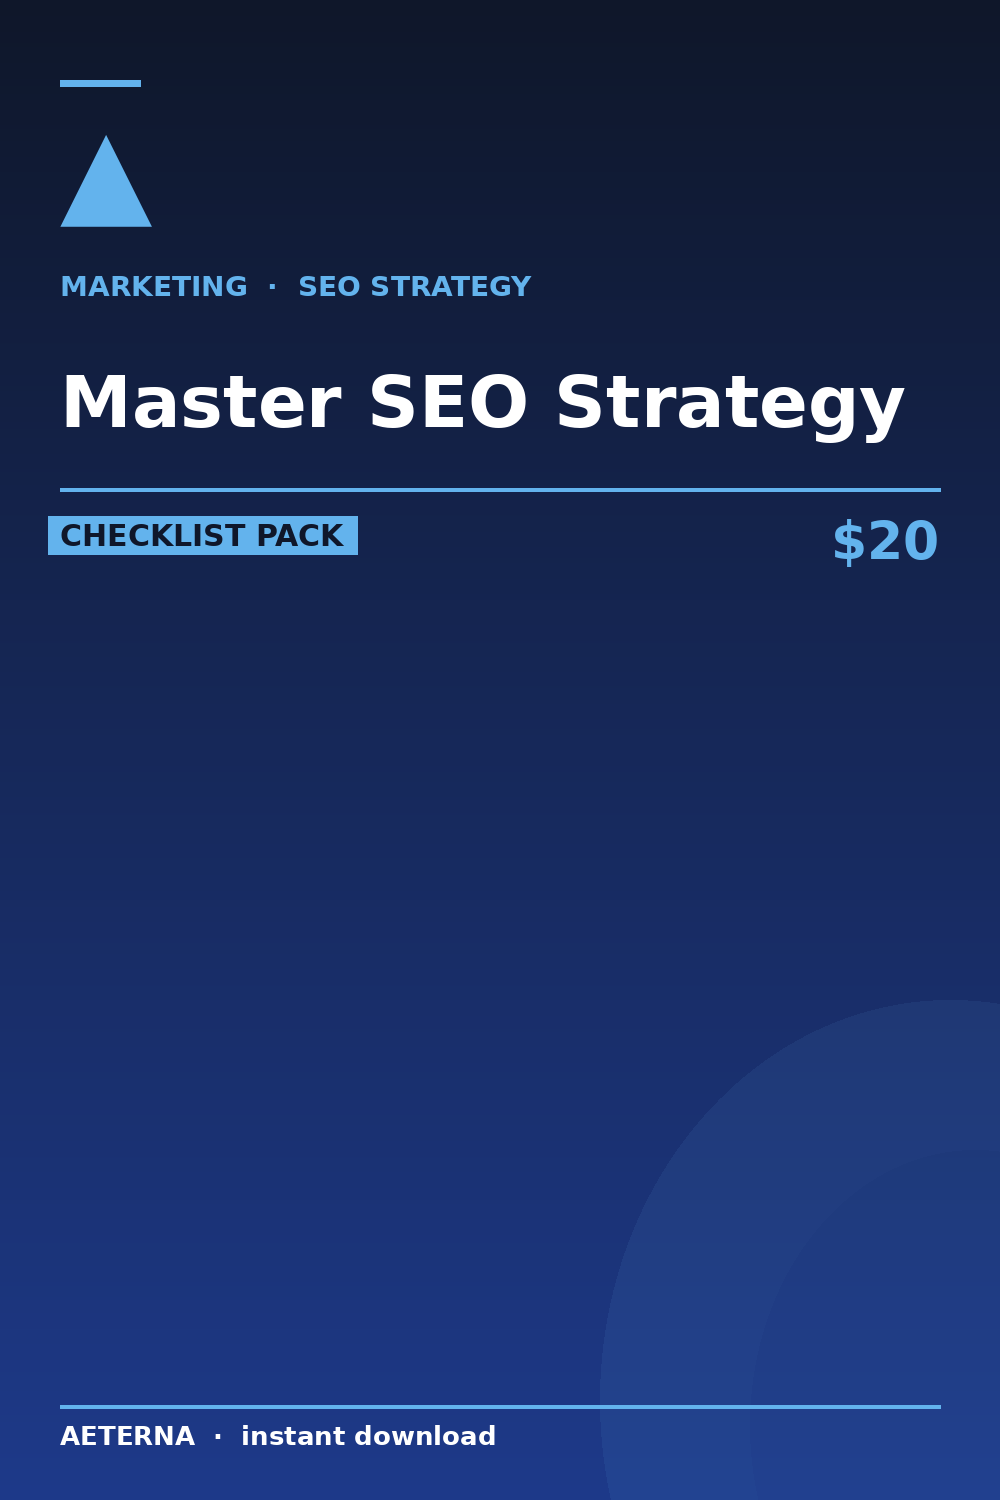 MARKETING · SEO STRATEGY
Master SEO Strategy
CHECKLIST PACK
$20
AETERNA · instant download